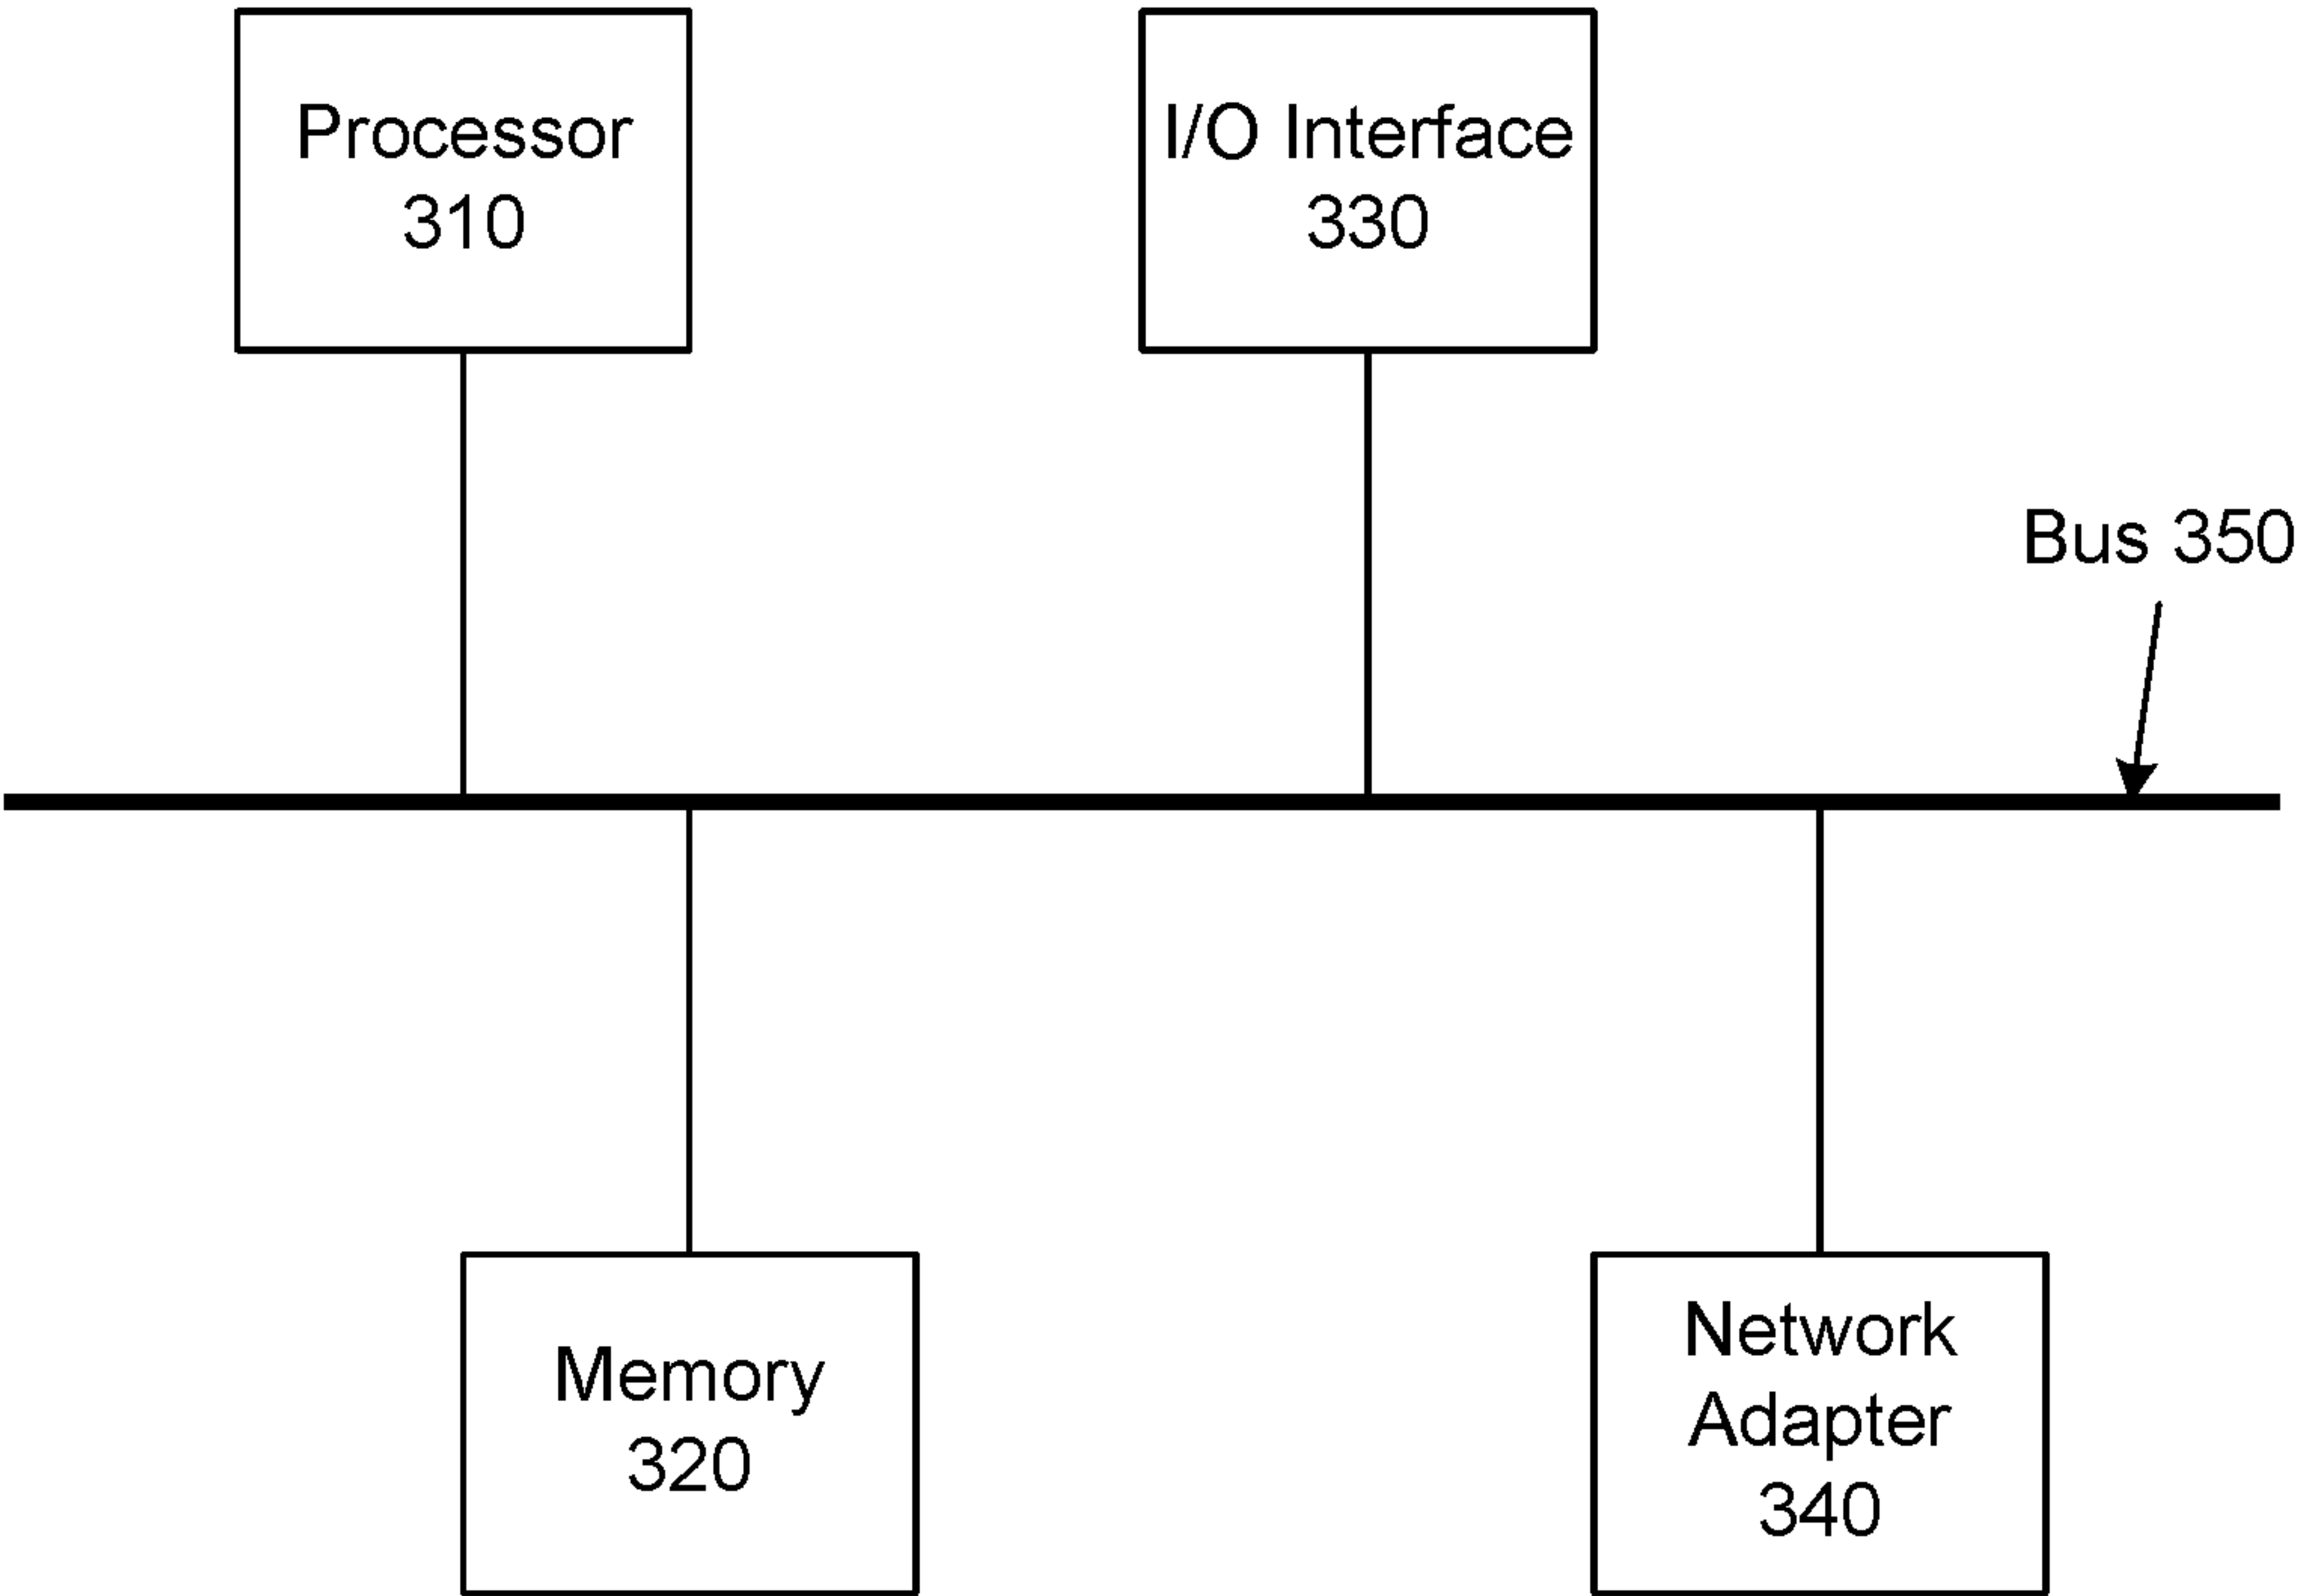 Processor
310
I/O Interface
330
Bus 350
Memory
320
Network
Adapter
340